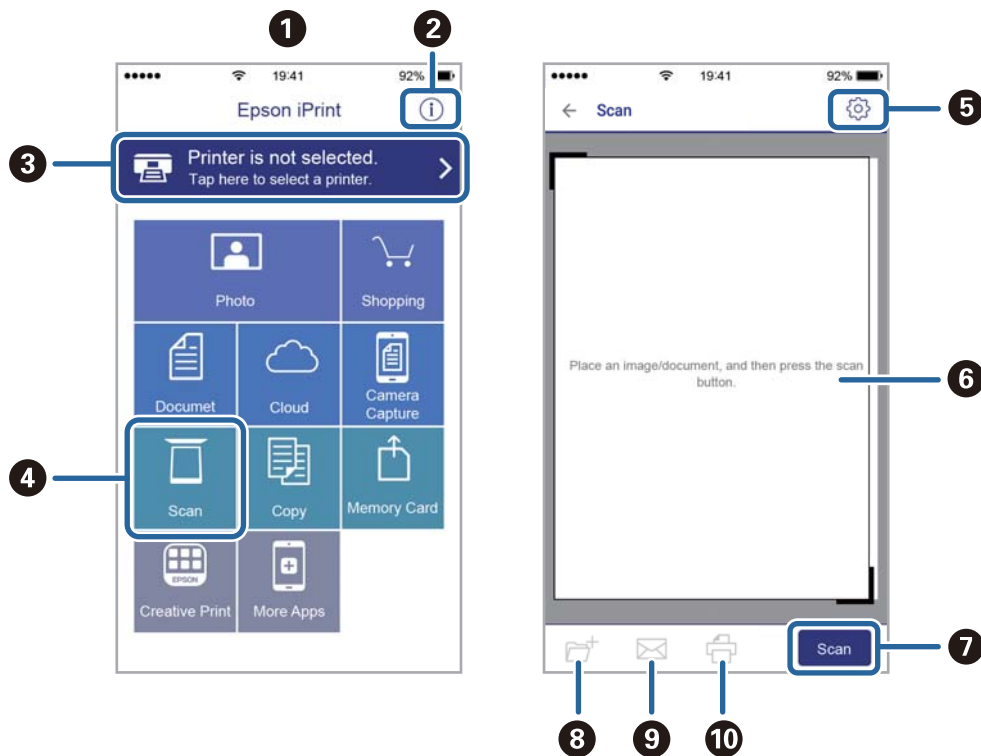 1
2
19:41
92%
Epson iPrint
i
3
Printer is not selected.
Tap here to select a printer.
Photo
Shopping
Documet
Cloud
Camera
Capture
4
Scan
Copy
Memory Card
EPSON
Creative Print
More Apps
19:41
92%
Scan
5
Place an image/document, and then press the scan
button.
6
Scan
7
8
9
10